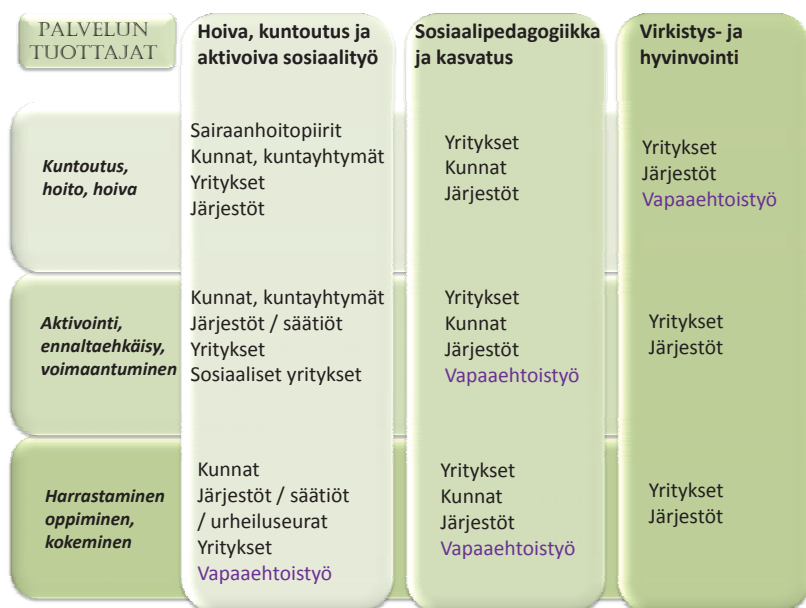 PALVELUN
TUOTTAJAT
Hoiva, kuntoutus ja
aktivoiva sosiaalityö
Sosiaalipedagogiikka
ja kasvatus
Virkistys- ja
hyvinvointi
Kuntoutus,
hoito, hoiva
Sairaanhoitopiirit
Kunnat, kuntayhtymät
Yritykset
Järjestöt
Yritykset
Kunnat
Järjestöt
Yritykset
Järjestöt
Vapaaehtoistyö
Aktivointi,
ennaltaehkäisy,
voimaantuminen
Kunnat, kuntayhtymät
Järjestöt / säätiöt
Yritykset
Sosiaaliset yritykset
Yritykset
Kunnat
Järjestöt
Vapaaehtoistyö
Yritykset
Järjestöt
Harrastaminen
oppiminen,
kokeminen
Kunnat
Järjestöt / säätiöt
/ urheiluseurat
Yritykset
Vapaaehtoistyö
Yritykset
Kunnat
Järjestöt
Vapaaehtoistyö
Yritykset
Järjestöt